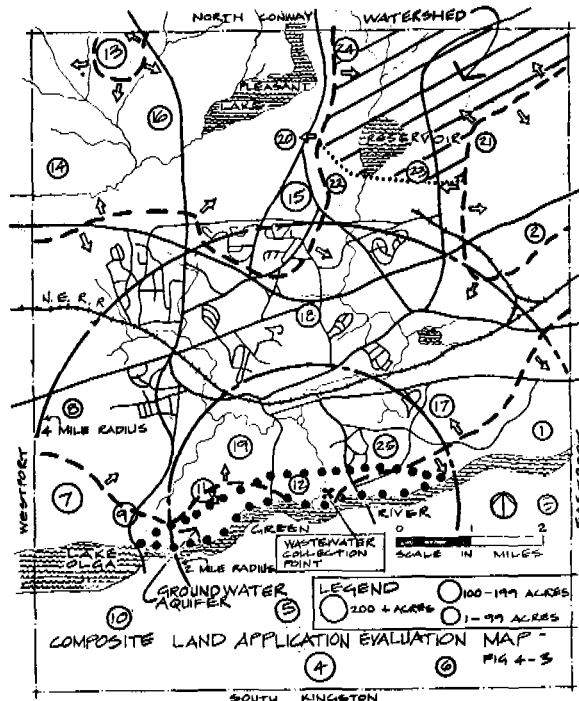 NORTH CONWAY
WATERSHED
13
24
PLEASANT
LAKE
16
20
RESERVOIR
21
14
23
15
22
2
N.E.R.R.
18
8
4 MILE RADIUS
17
1
19
25
7
11
12
9
WESTPORT
GREEN
RIVER
WASTEWATER
COLLECTION
POINT
0 1 2
SCALE IN MILES
LAKE
OLGA
2 MILE RADIUS
GROUNDWATER
AQUIFER
LEGEND
200 + ACRES
100-199 ACRES
1-99 ACRES
10
5
COMPOSITE LAND APPLICATION EVALUATION MAP
FIG 4-3
4
6
SOUTH KINGSTON